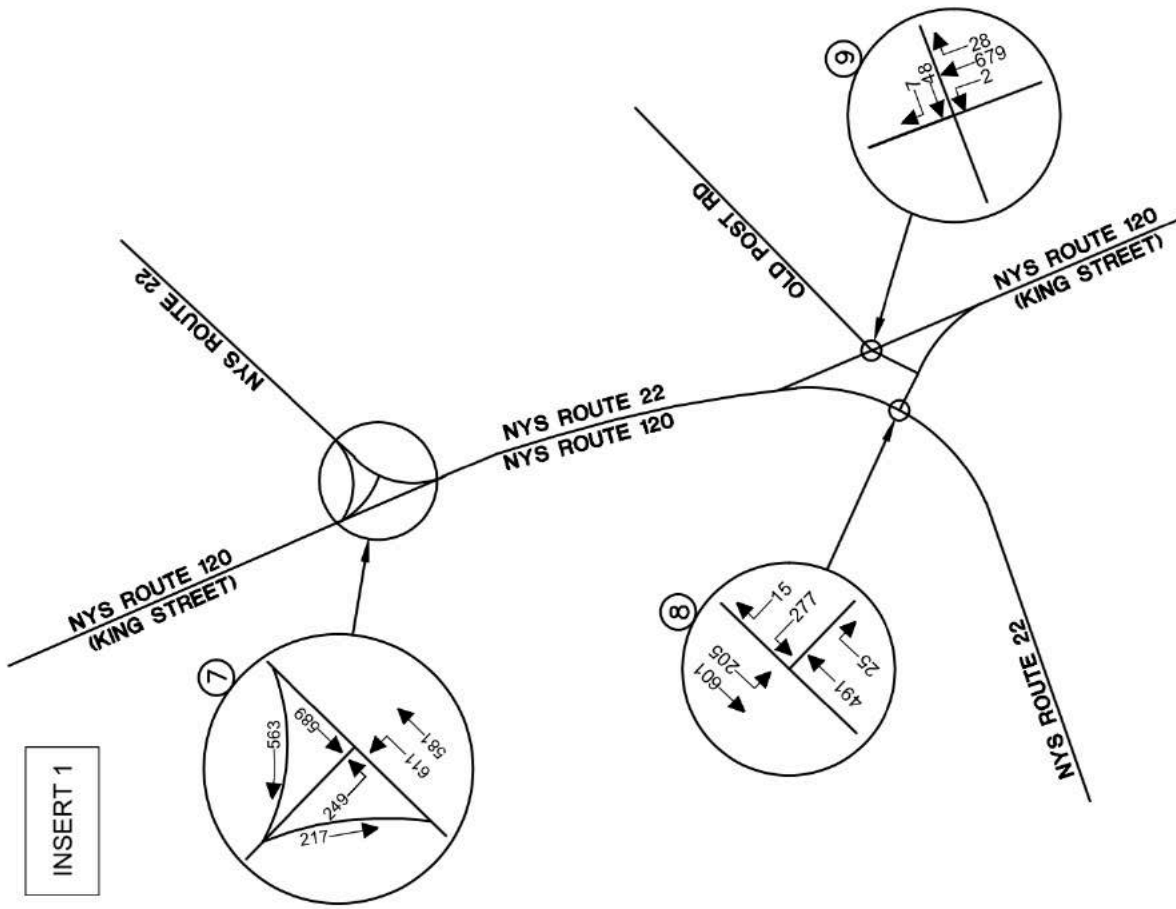 INSERT 1
NYS ROUTE 120
(KING STREET)
NYS ROUTE 22
NYS ROUTE 22
NYS ROUTE 120
OLD POST RD
NYS ROUTE 120
(KING STREET)
NYS ROUTE 22
6
7
48
28
679
2
7
563
589
249
217
611
581
8
601
205
15
277
491
25